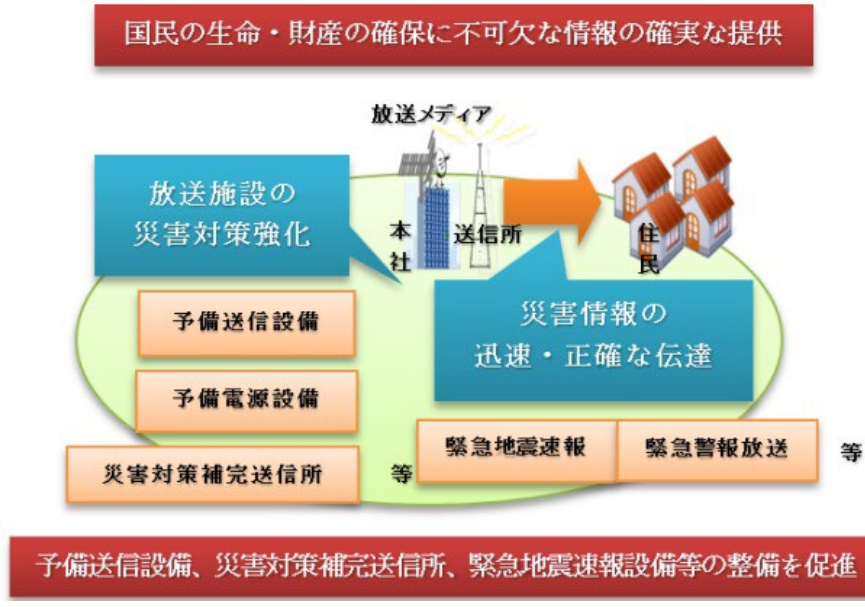 国民の生命・財産の確保に不可欠な情報の確実な提供
放送メディア
放送施設の
災害対策強化
本社
送信所
住民
災害情報の
迅速・正確な伝達
予備送信設備
予備電源設備
災害対策補完送信所
等
緊急地震速報
緊急警報放送
等
予備送信設備、災害対策補完送信所、緊急地震速報設備等の整備を促進